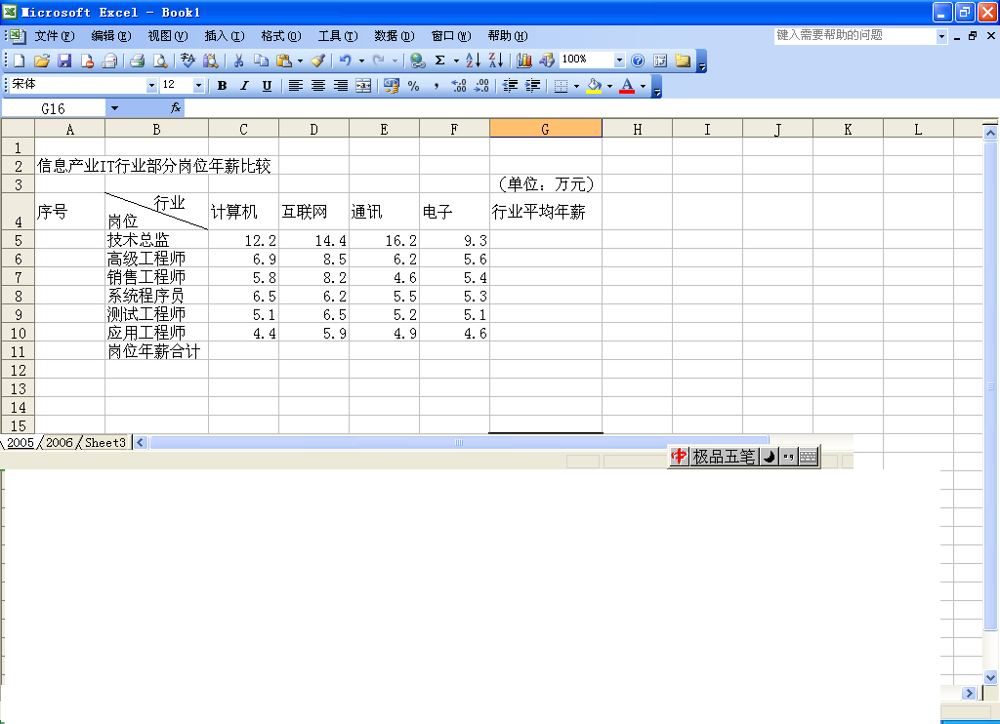 Microsoft Excel - Book1
文件(F) 编辑(E) 视图(V) 插入(I) 格式(O) 工具(T) 数据(D) 窗口(W) 帮助(H) 键入需要帮助的问题
100%
宋体 12 B I U
G16 fx
A B C D E F G H I J K L
1
2 信息产业IT行业部分岗位年薪比较
3 (单位: 万元)
4 序号 行业 岗位 计算机 互联网 通讯 电子 行业平均年薪
5 技术总监 12.2 14.4 16.2 9.3
6 高级工程师 6.9 8.5 6.2 5.6
7 销售工程师 5.8 8.2 4.6 5.4
8 系统程序员 6.5 6.2 5.5 5.3
9 测试工程师 5.1 6.5 5.2 5.1
10 应用工程师 4.4 5.9 4.9 4.6
11 岗位年薪合计
12
13
14
15
2005 2006 Sheet3
中 极品五笔